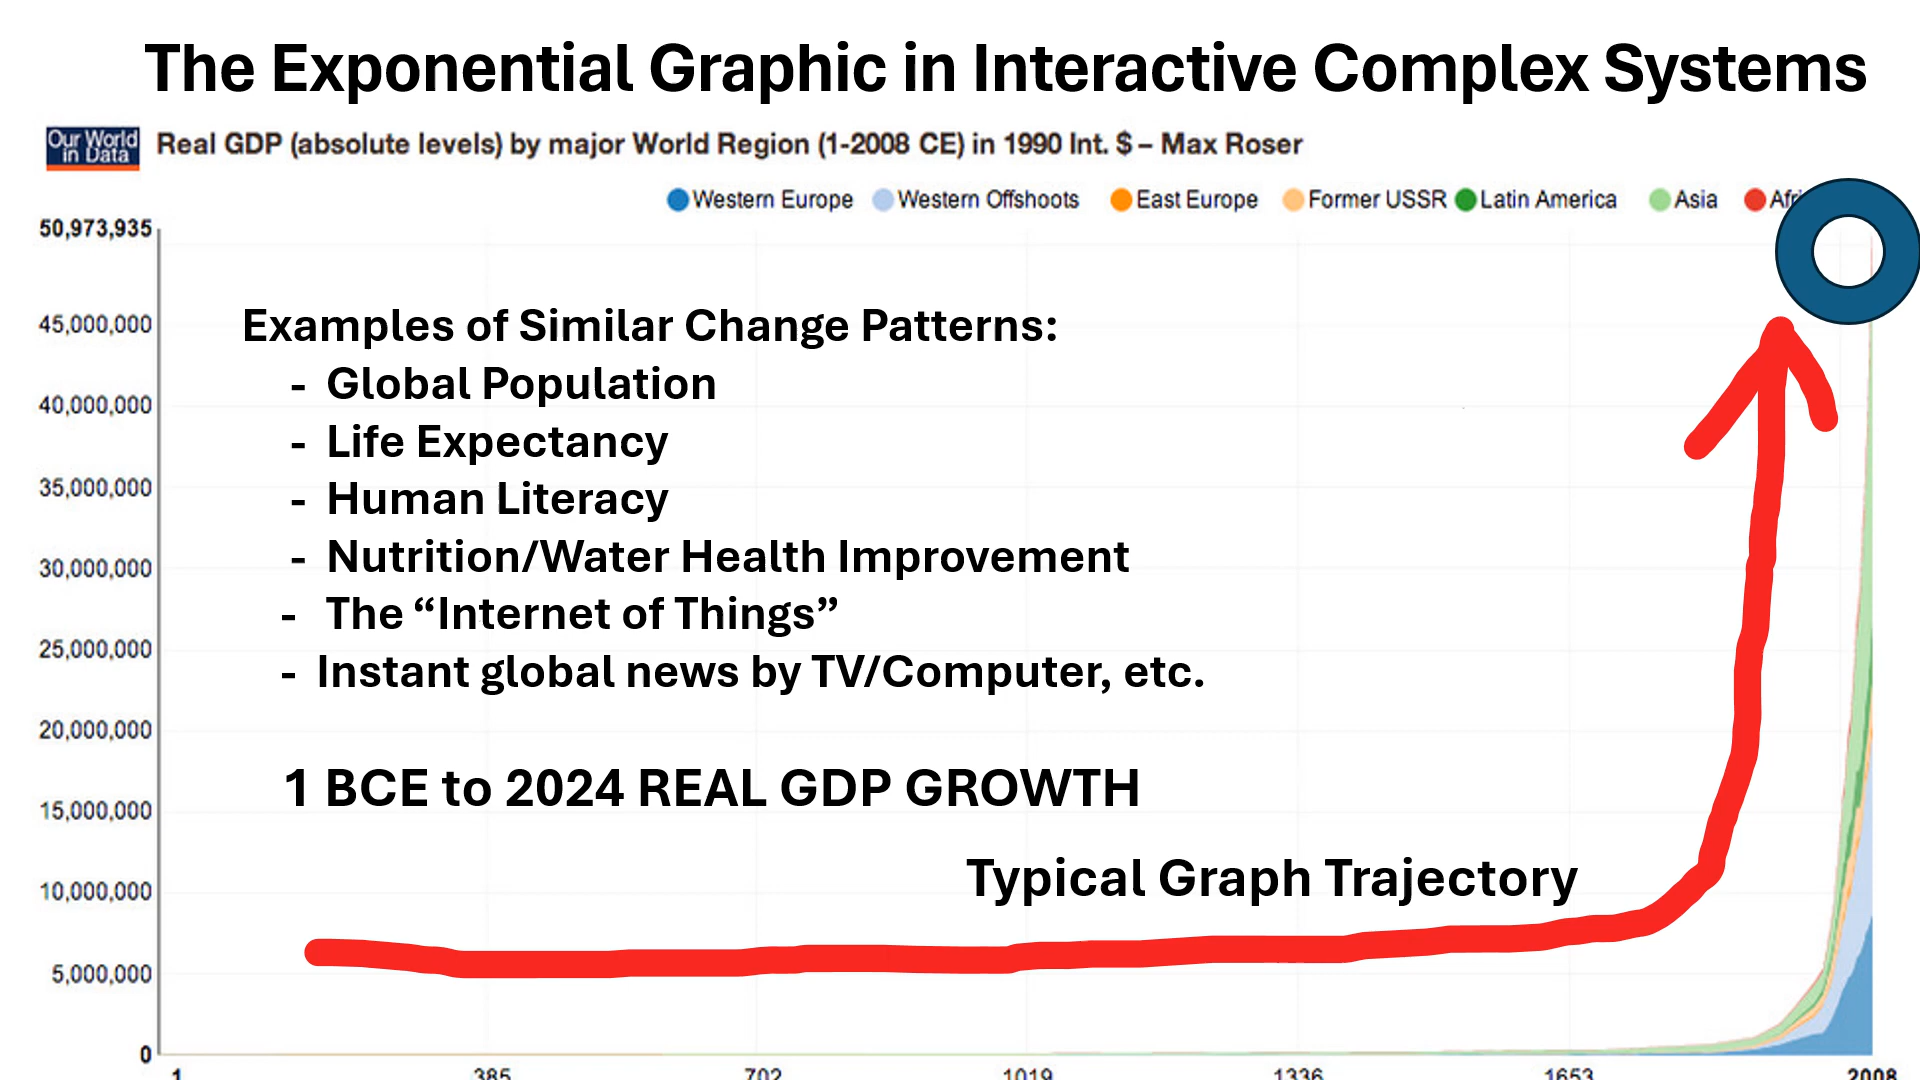 The Exponential Graphic in Interactive Complex Systems
Our World in Data
Real GDP (absolute levels) by major World Region (1-2008 CE) in 1990 Int. $ – Max Roser
Western Europe Western Offshoots East Europe Former USSR Latin America Asia
50,973,935
45,000,000
40,000,000
35,000,000
30,000,000
25,000,000
20,000,000
15,000,000
10,000,000
5,000,000
0
Examples of Similar Change Patterns:
- Global Population
- Life Expectancy
- Human Literacy
- Nutrition/Water Health Improvement
- The “Internet of Things”
- Instant global news by TV/Computer, etc.
1 BCE to 2024 REAL GDP GROWTH
Typical Graph Trajectory
1 385 702 1019 1336 1653 2008